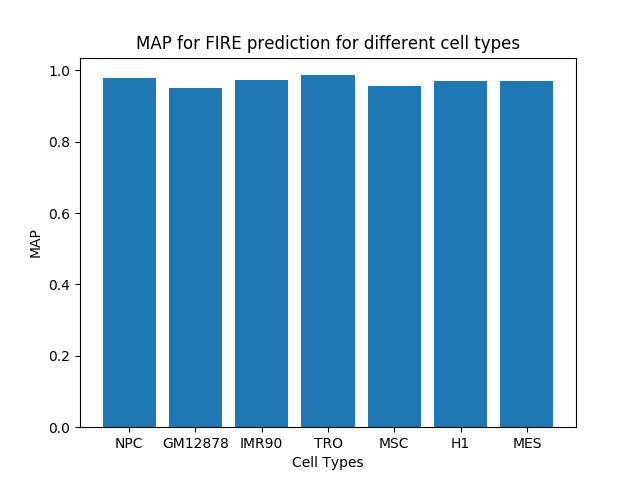 MAP for FIRE prediction for different cell types
1.0
0.8
0.6
0.4
0.2
0.0
MAP
NPC GM12878 IMR90 TRO MSC H1 MES
Cell Types